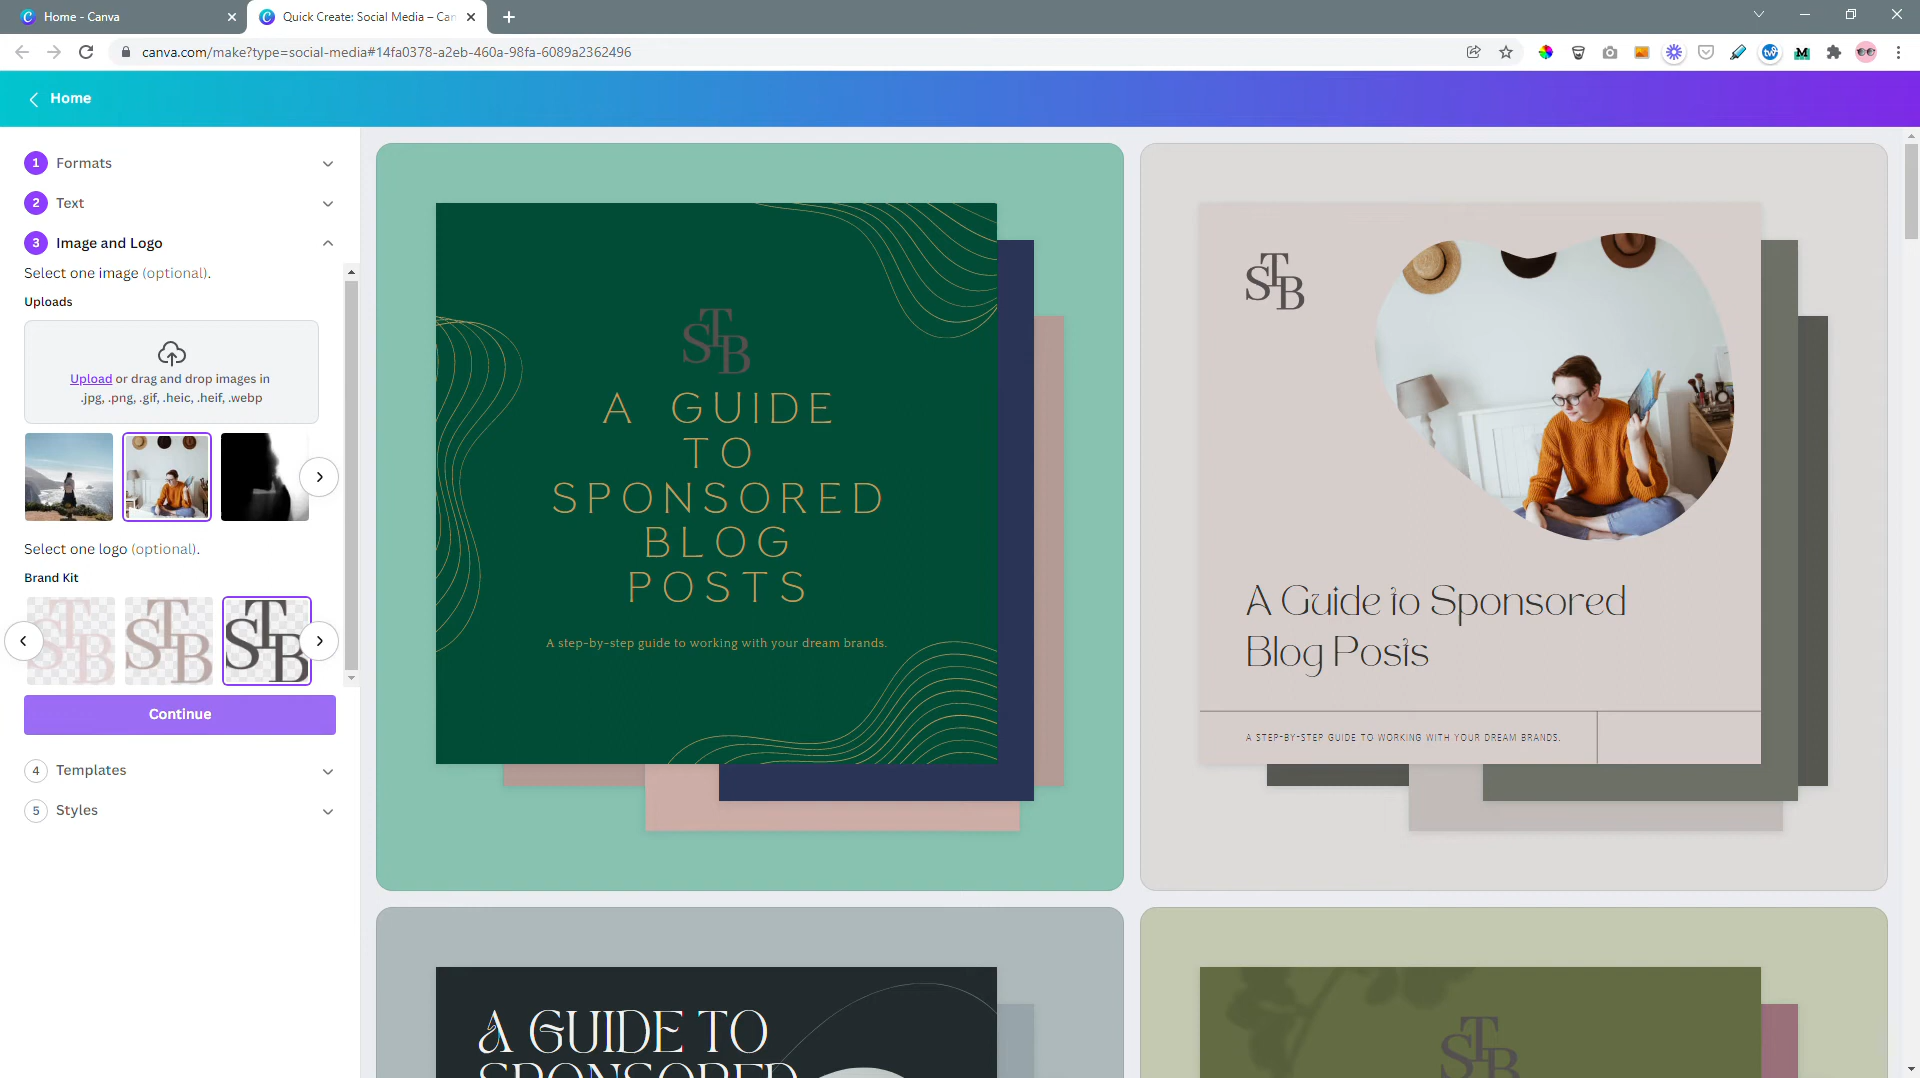 Home - Canva
Quick Create: Social Media – Can
canva.com/make?type=social-media#14fa0378-a2eb-460a-98fa-6089a2362496
Home
1 Formats
2 Text
3 Image and Logo
Select one image (optional).
Uploads
Upload or drag and drop images in
.jpg, .png, .gif, .heic, .heif, .webp
Select one logo (optional).
Brand Kit
STB
STB
STB
Continue
4 Templates
5 Styles
STB
A GUIDE
TO
SPONSORED
BLOG
POSTS
A step-by-step guide to working with your dream brands.
STB
A Guide to Sponsored
Blog Posts
A STEP-BY-STEP GUIDE TO WORKING WITH YOUR DREAM BRANDS.
A GUIDE TO
SPONSORED
STB